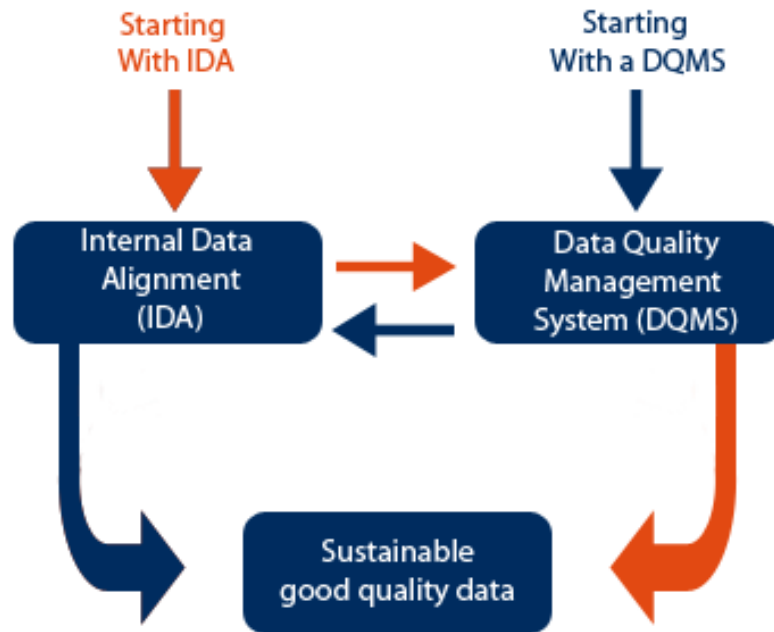 Starting
With IDA
Starting
With a DQMS
Internal Data
Alignment
(IDA)
Data Quality
Management
System (DQMS)
Sustainable
good quality data